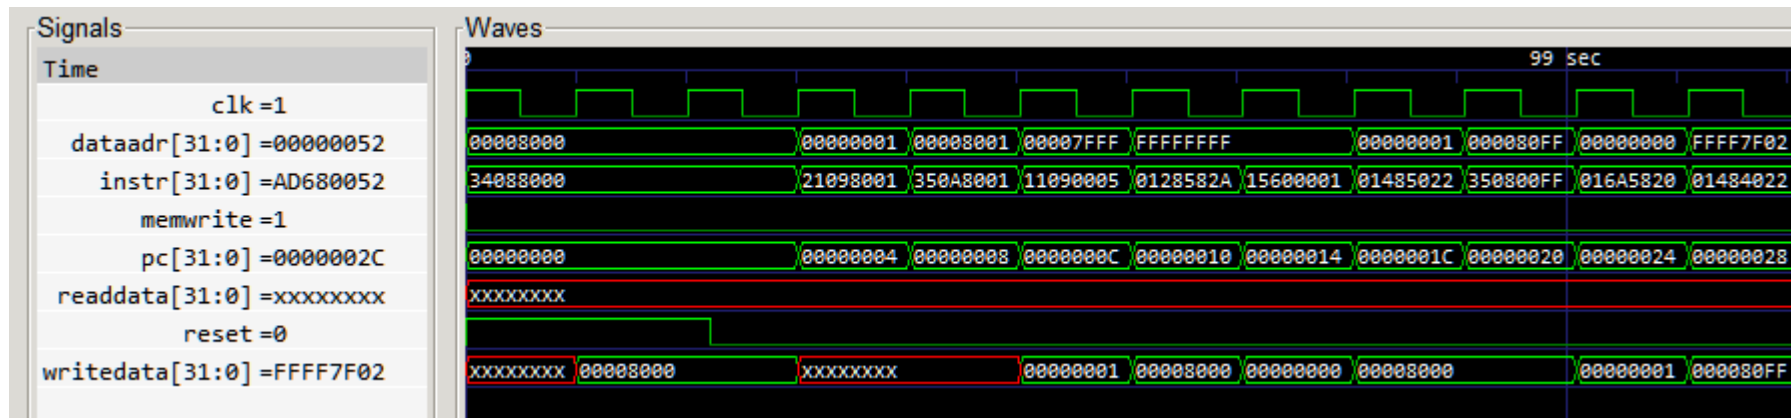 Signals
Waves
Time
0 99 sec
clk =1
dataadr[31:0] =00000052 00008000 00000001 00008001 00007FFF FFFFFFFF 00000001 000080FF 00000000 FFFF7F02
instr[31:0] =AD680052 34088000 21098001 350A8001 11090005 0128582A 15600001 01485022 350800FF 016A5820 01484022
memwrite =1
pc[31:0] =0000002C 00000000 00000004 00000008 0000000C 00000010 00000014 0000001C 00000020 00000024 00000028
readdata[31:0] =xxxxxxxx xxxxxxxx
reset =0
writedata[31:0] =FFFF7F02 xxxxxxxx 00008000 xxxxxxxx 00000001 00008000 00000000 00008000 00000001 000080FF